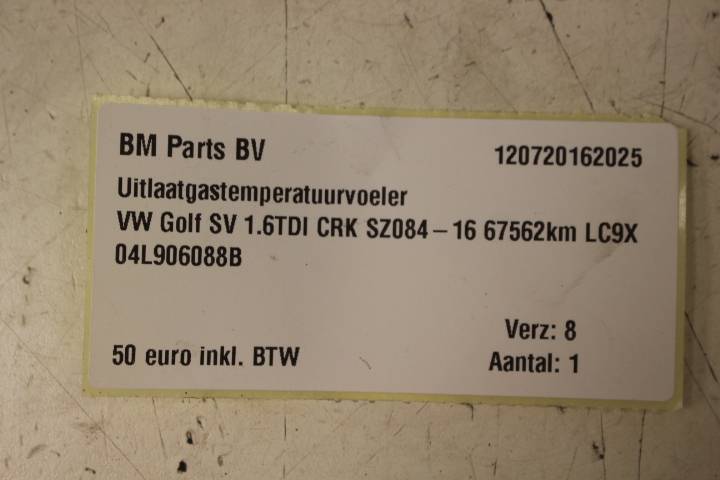 BM Parts BV 120720162025
Uitlaatgastemperatuurvoeler
VW Golf SV 1.6TDI CRK SZ084-16 67562km LC9X
04L906088B
Verz: 8
50 euro inkl. BTW Aantal: 1